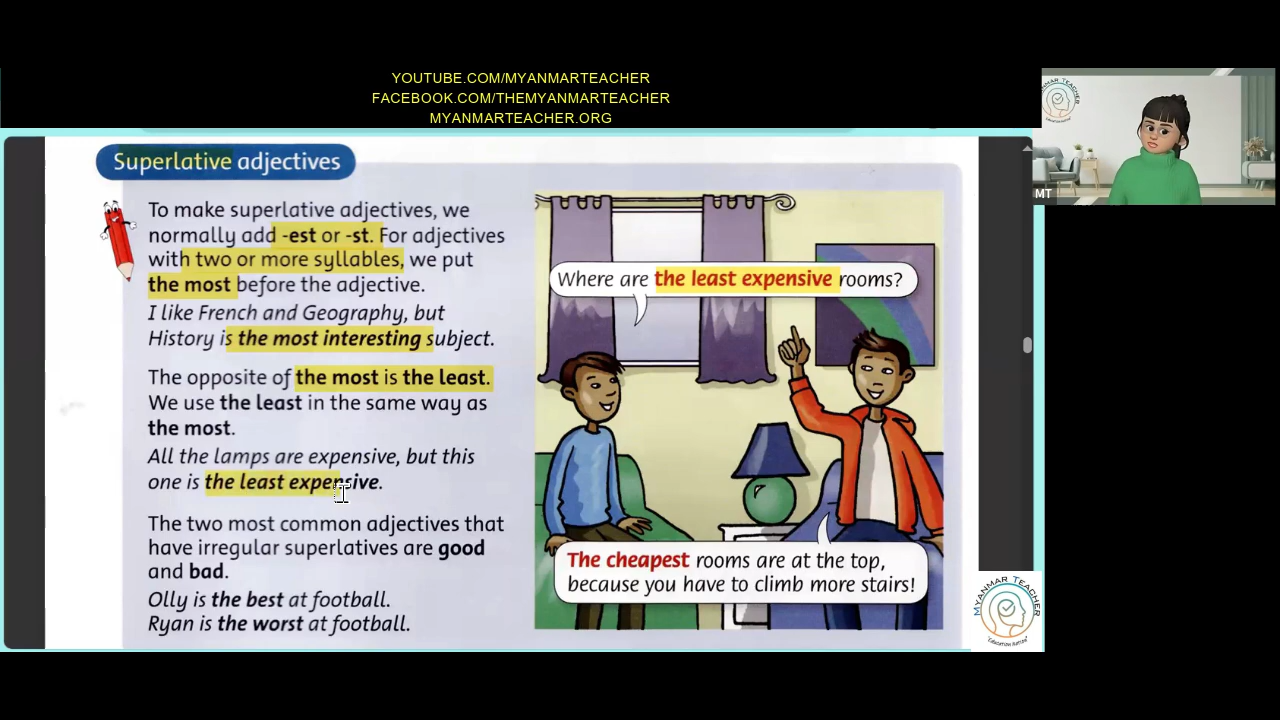 YOUTUBE.COM/MYANMARTEACHER
FACEBOOK.COM/THEMYANMARTEACHER
MYANMARTEACHER.ORG
MT
Superlative adjectives
To make superlative adjectives, we
normally add -est or -st. For adjectives
with two or more syllables, we put
the most before the adjective.
I like French and Geography, but
History is the most interesting subject.
The opposite of the most is the least.
We use the least in the same way as
the most.
All the lamps are expensive, but this
one is the least expensive.
The two most common adjectives that
have irregular superlatives are good
and bad.
Olly is the best at football.
Ryan is the worst at football.
Where are the least expensive rooms?
The cheapest rooms are at the top,
because you have to climb more stairs!
MYANMAR TEACHER